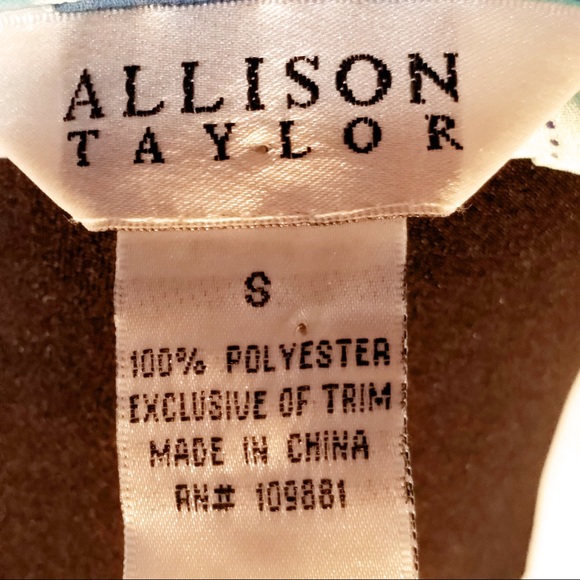 ALLISON
TAYLOR
S
100% POLYESTER
EXCLUSIVE OF TRIM
MADE IN CHINA
RN# 109881